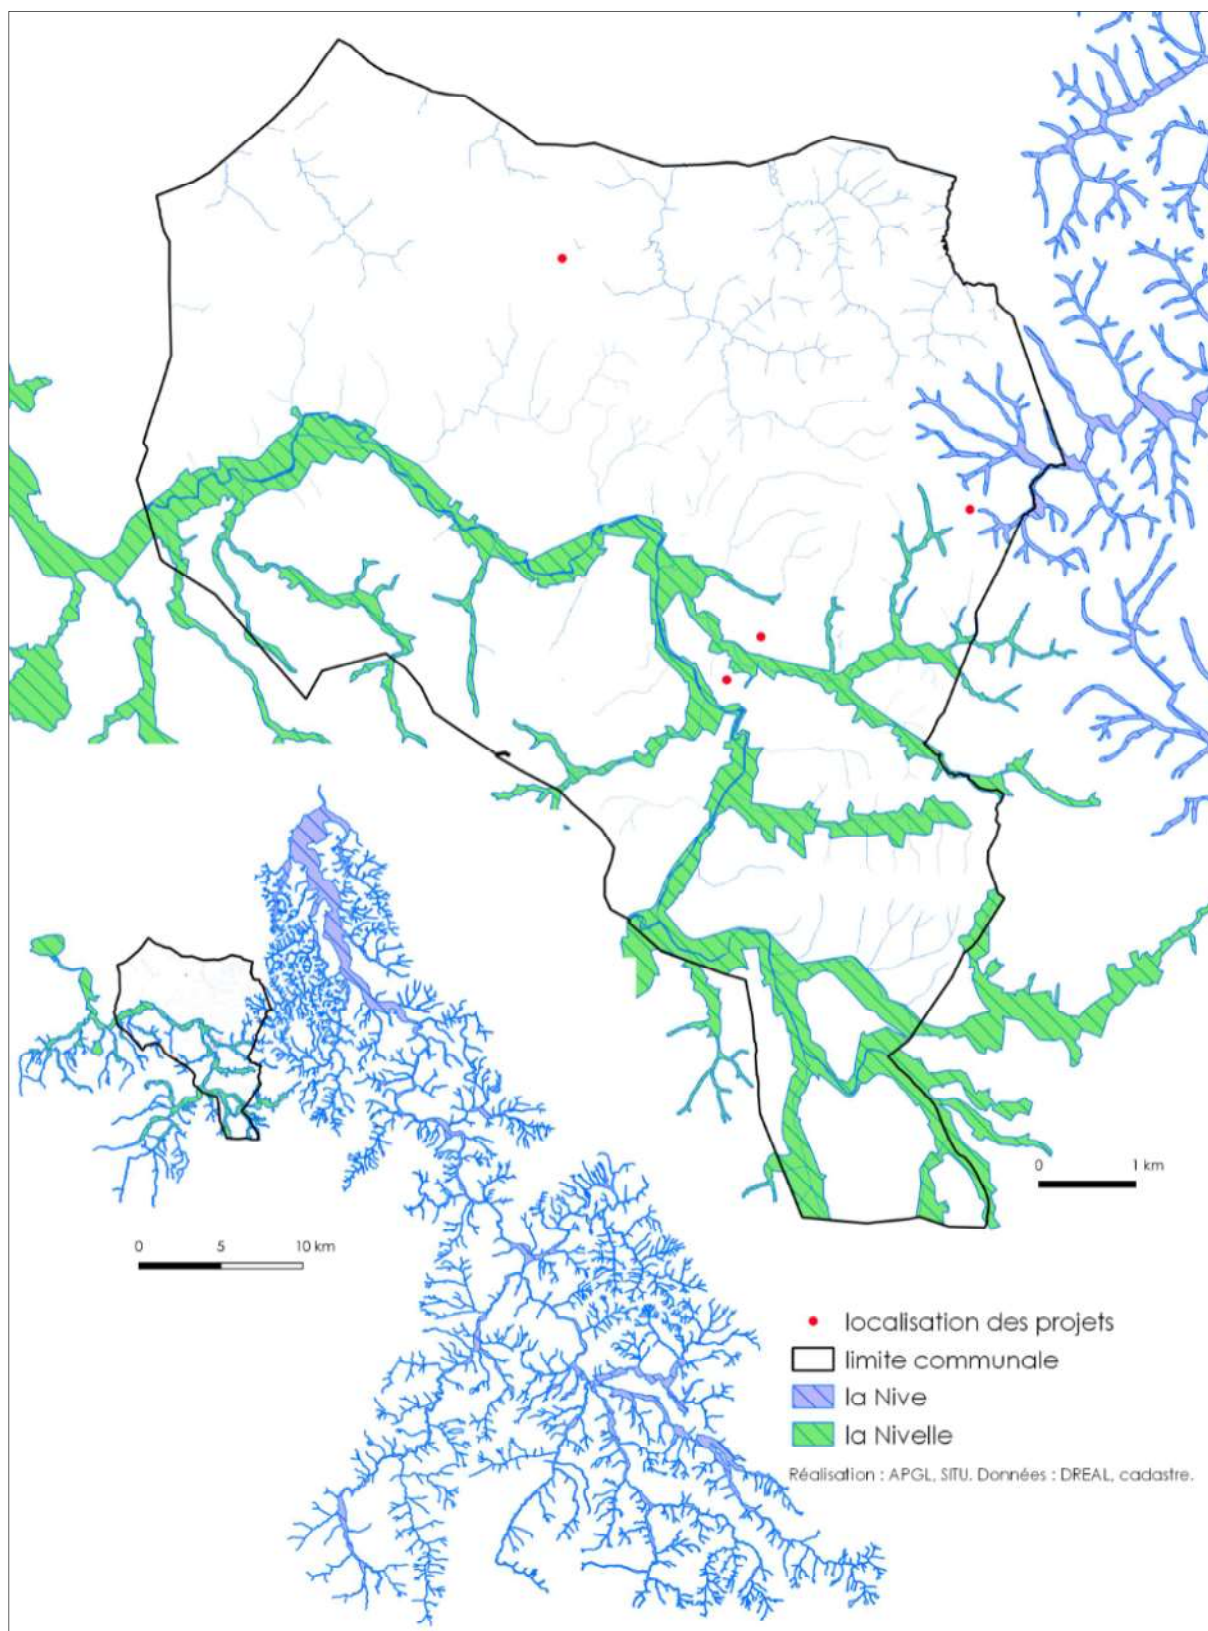 0 1 km
0 5 10 km
localisation des projets
limite communale
la Nive
la Nivelle
Réalisation : APGL, SITU. Données : DREAL, cadastre.